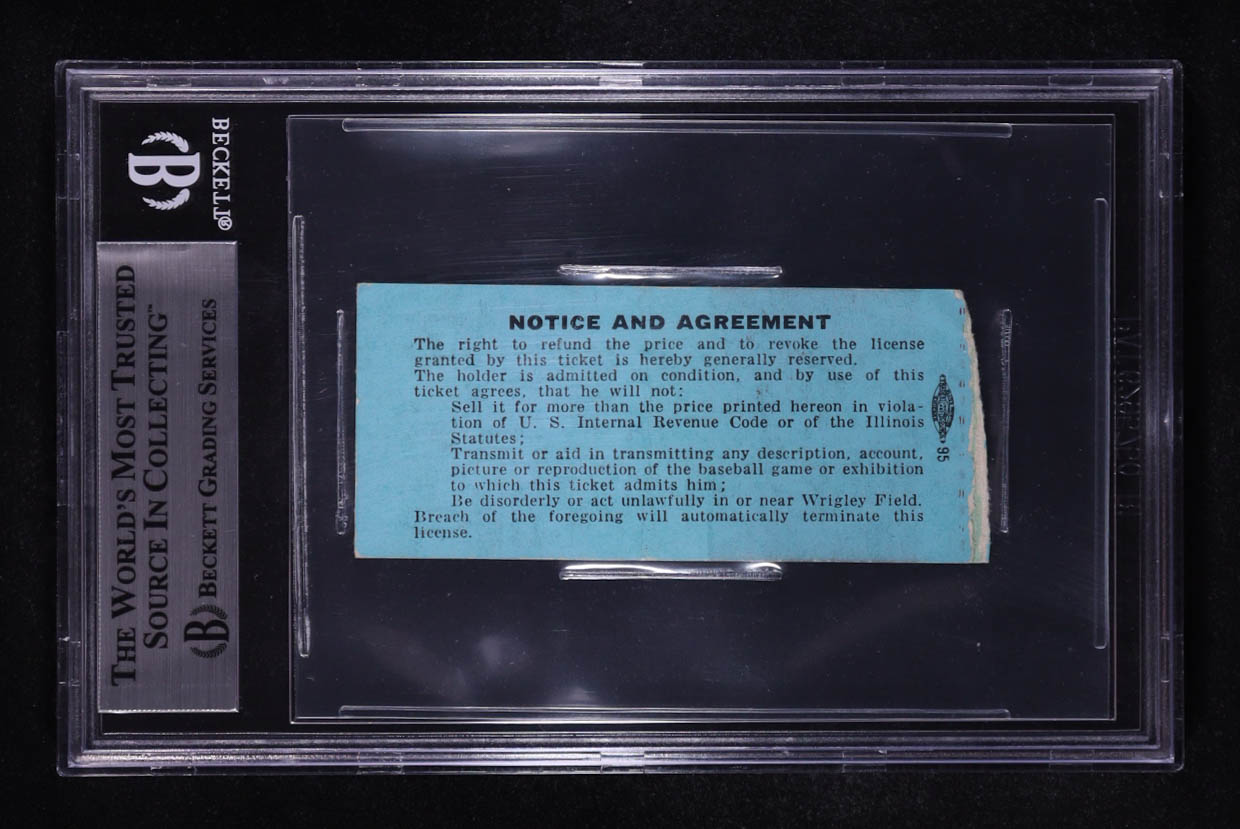 BECKETT®
B
THE WORLD'S MOST TRUSTED
SOURCE IN COLLECTING™
B BECKETT GRADING SERVICES
NOTICE AND AGREEMENT
The right to refund the price and to revoke the license
granted by this ticket is hereby generally reserved.
The holder is admitted on condition, and by use of this
ticket agrees, that he will not:
Sell it for more than the price printed hereon in viola-
tion of U. S. Internal Revenue Code or of the Illinois
Statutes;
Transmit or aid in transmitting any description, account,
picture or reproduction of the baseball game or exhibition
to which this ticket admits him;
Be disorderly or act unlawfully in or near Wrigley Field.
Breach of the foregoing will automatically terminate this
license.
95